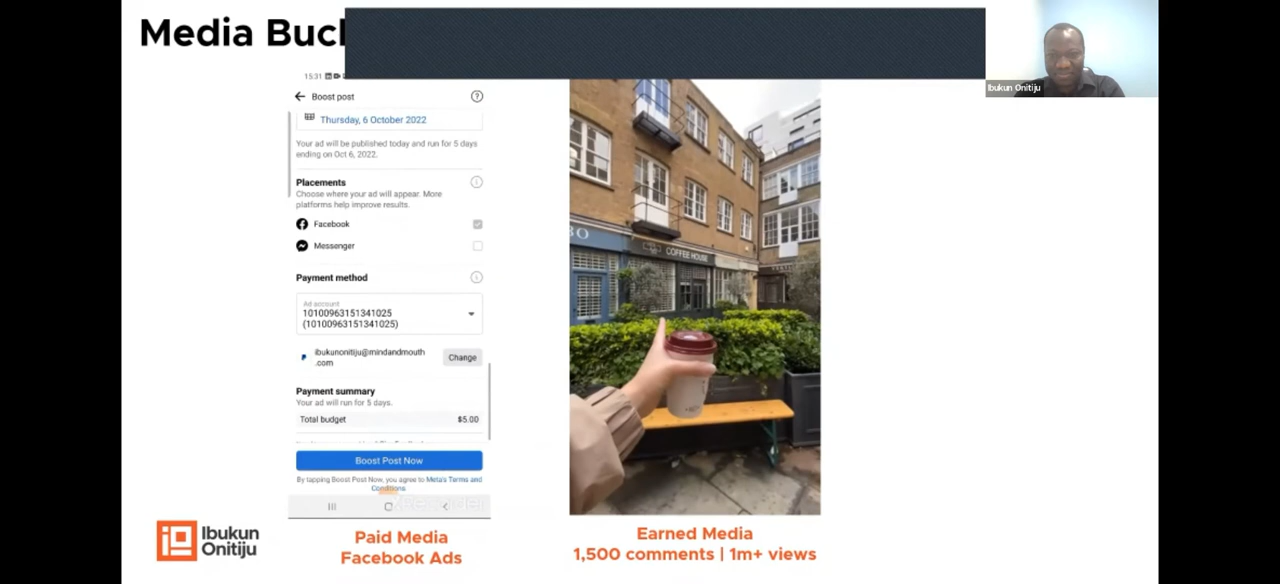 Media Buc
Ibukun Onitiju
15:31
Boost post
Thursday, 6 October 2022
Your ad will be published today and run for 5 days
ending on Oct 6, 2022.
Placements
Choose where your ad will appear. More
platforms help improve results.
Facebook
Messenger
Payment method
Ad account
10100963151341025
(10100963151341025)
ibukunonitiju@mindandmouth
.com
Change
Payment summary
Your ad will run for 5 days.
Total budget $5.00
Boost Post Now
By tapping Boost Post Now, you agree to Meta's Terms and
Conditions.
COFFEE HOUSE
Ibukun
Onitiju
Paid Media
Facebook Ads
Earned Media
1,500 comments | 1m+ views